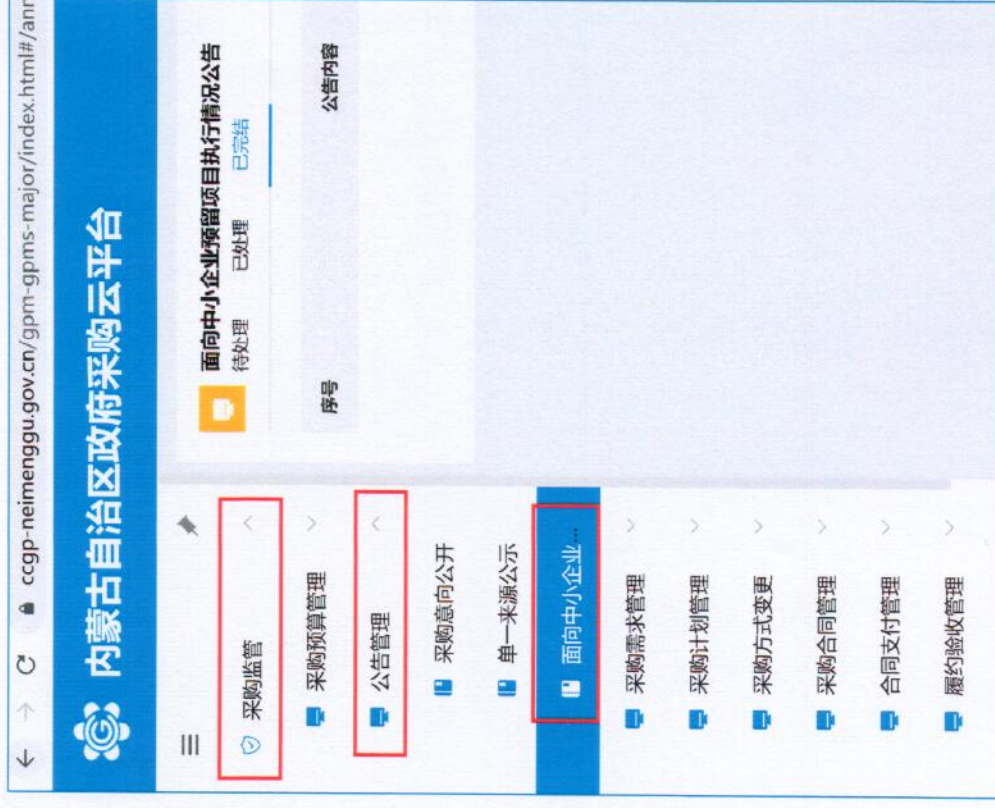 ccgp-neimenggu.gov.cn/gpm-gpms-major/index.html#/anr
内蒙古自治区政府采购云平台
采购监管
采购预算管理
公告管理
采购意向公开
单一来源公示
面向中小企业...
采购需求管理
采购计划管理
采购方式变更
采购合同管理
合同支付管理
履约验收管理
面向中小企业预留项目执行情况公告
待处理 已处理 已完结
序号 公告内容